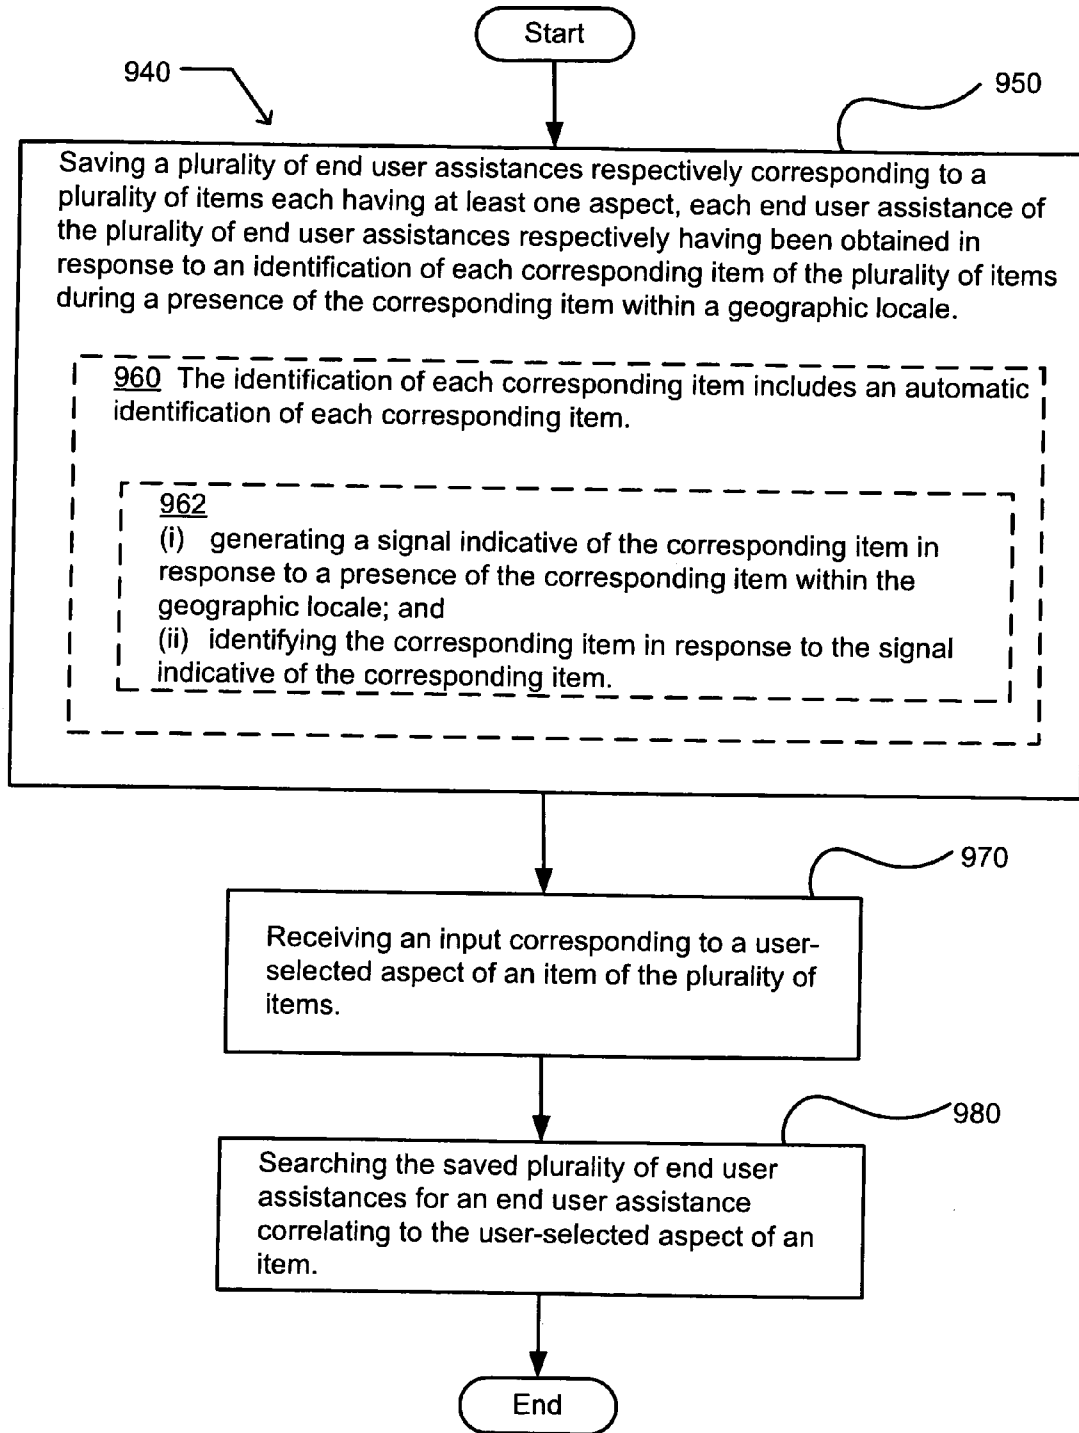 Start
940
950
Saving a plurality of end user assistances respectively corresponding to a
plurality of items each having at least one aspect, each end user assistance of
the plurality of end user assistances respectively having been obtained in
response to an identification of each corresponding item of the plurality of items
during a presence of the corresponding item within a geographic locale.
960 The identification of each corresponding item includes an automatic
identification of each corresponding item.
962
(i) generating a signal indicative of the corresponding item in
response to a presence of the corresponding item within the
geographic locale; and
(ii) identifying the corresponding item in response to the signal
indicative of the corresponding item.
970
Receiving an input corresponding to a user-
selected aspect of an item of the plurality of
items.
980
Searching the saved plurality of end user
assistances for an end user assistance
correlating to the user-selected aspect of an
item.
End